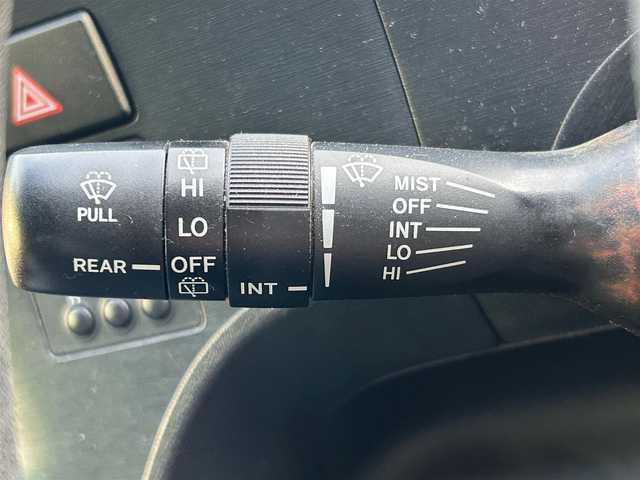 PULL
REAR
HI
LO
OFF
INT
MIST
OFF
INT
LO
HI